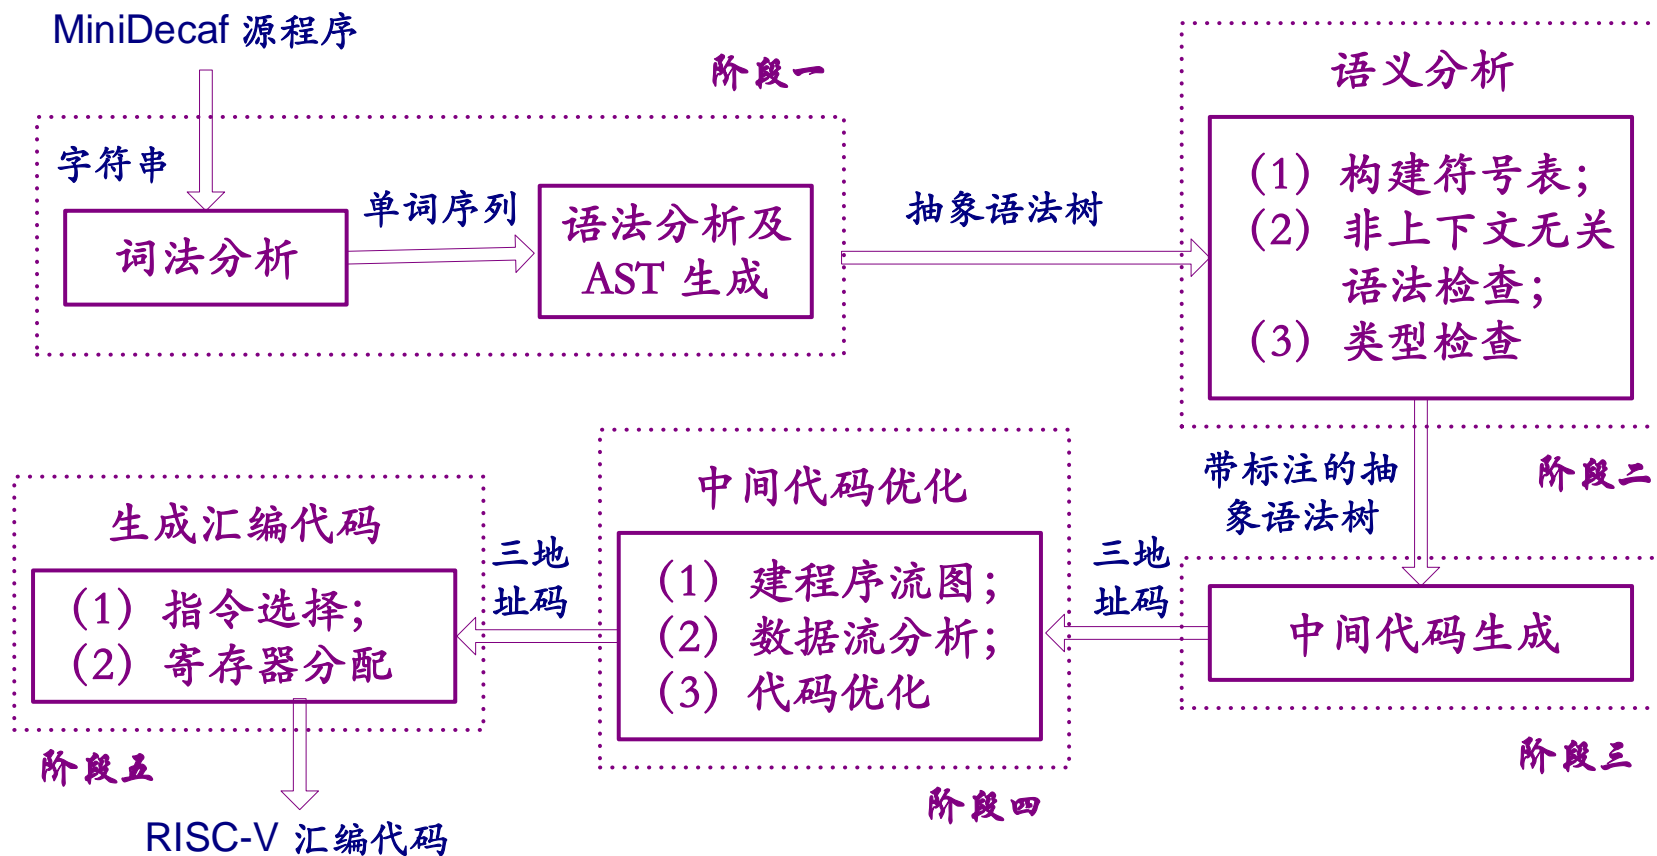 MiniDecaf 源程序
阶段一
字符串
词法分析
单词序列
语法分析及
AST 生成
抽象语法树
语义分析
(1) 构建符号表;
(2) 非上下文无关
语法检查;
(3) 类型检查
阶段二
带标注的抽
象语法树
中间代码生成
阶段三
三地
址码
中间代码优化
(1) 建程序流图;
(2) 数据流分析;
(3) 代码优化
阶段四
三地
址码
生成汇编代码
(1) 指令选择;
(2) 寄存器分配
阶段五
RISC-V 汇编代码